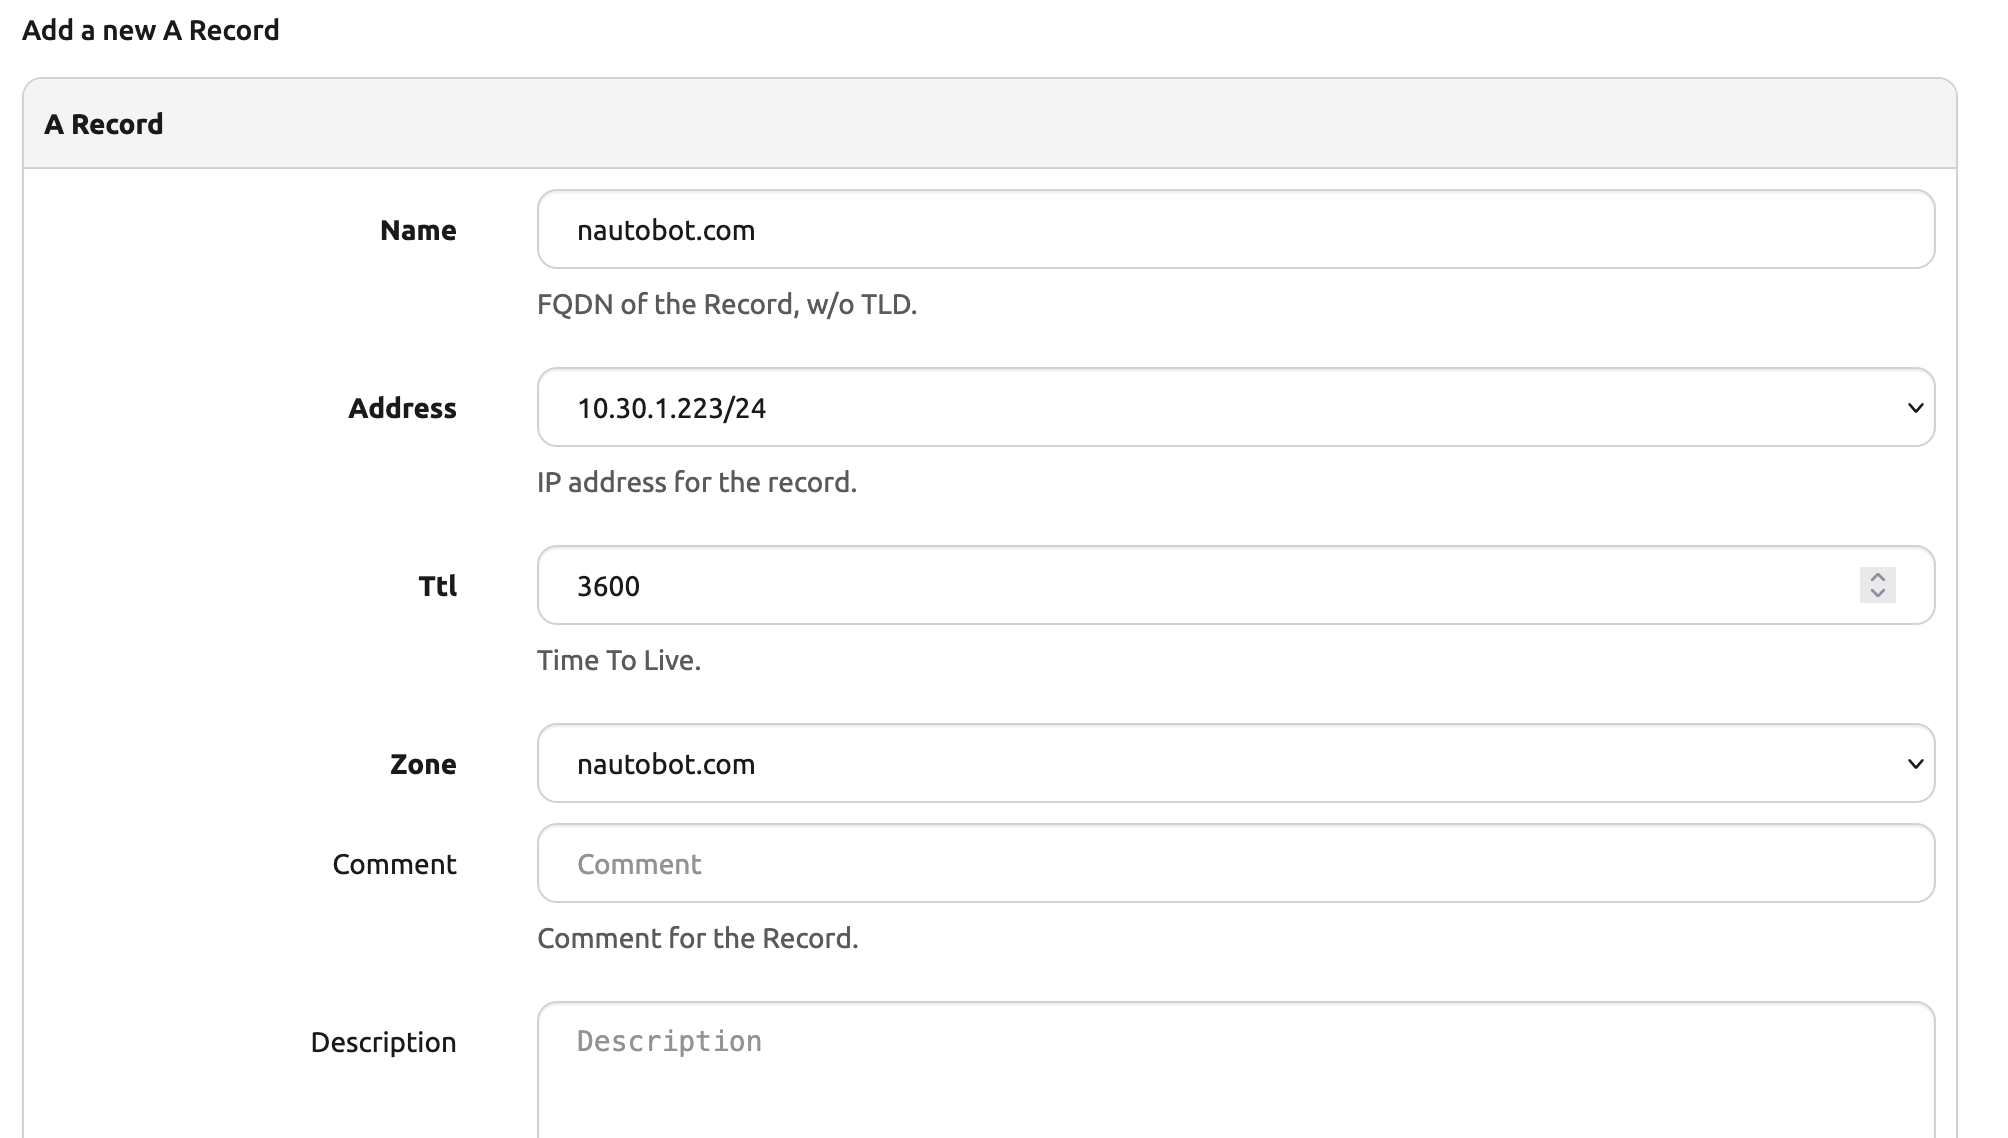 Add a new A Record
A Record
Name
nautobot.com
FQDN of the Record, w/o TLD.
Address
10.30.1.223/24
IP address for the record.
Ttl
3600
Time To Live.
Zone
nautobot.com
Comment
Comment
Comment for the Record.
Description
Description